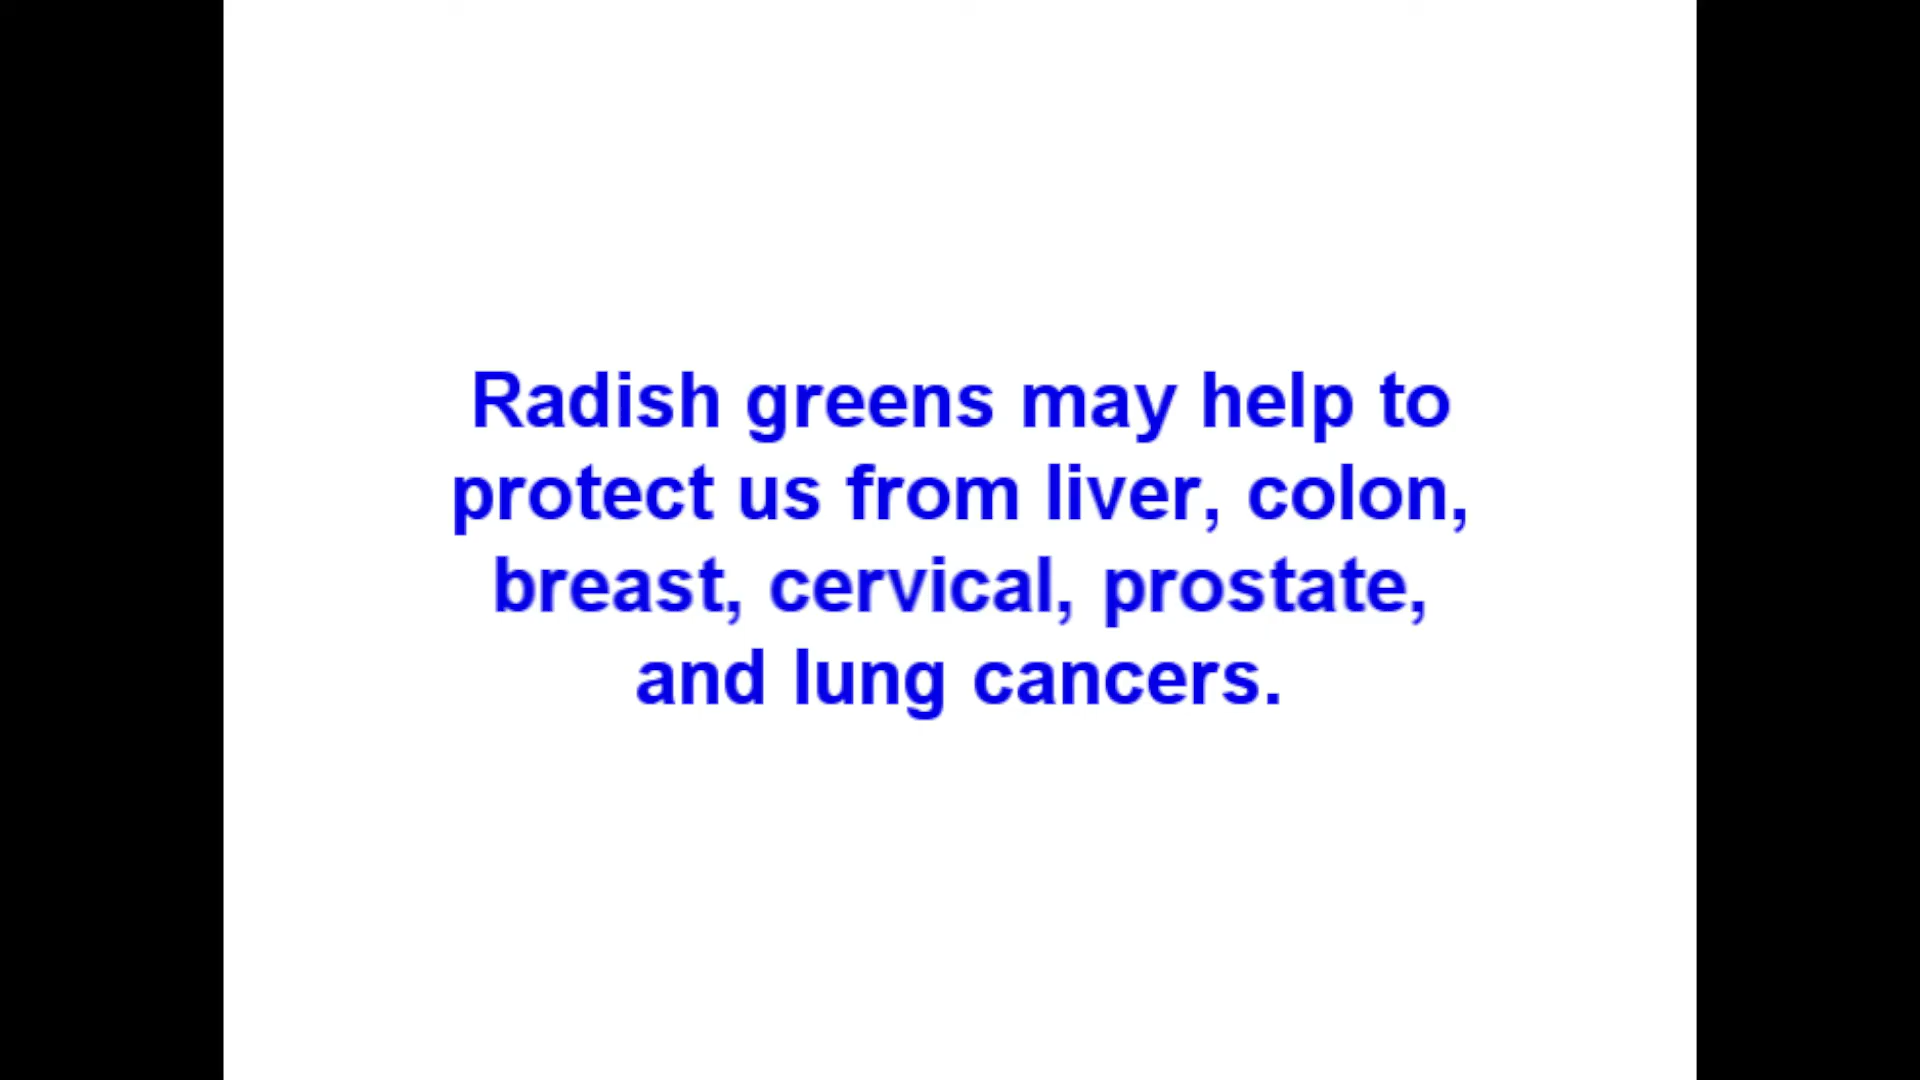 Radish greens may help to
protect us from liver, colon,
breast, cervical, prostate,
and lung cancers.